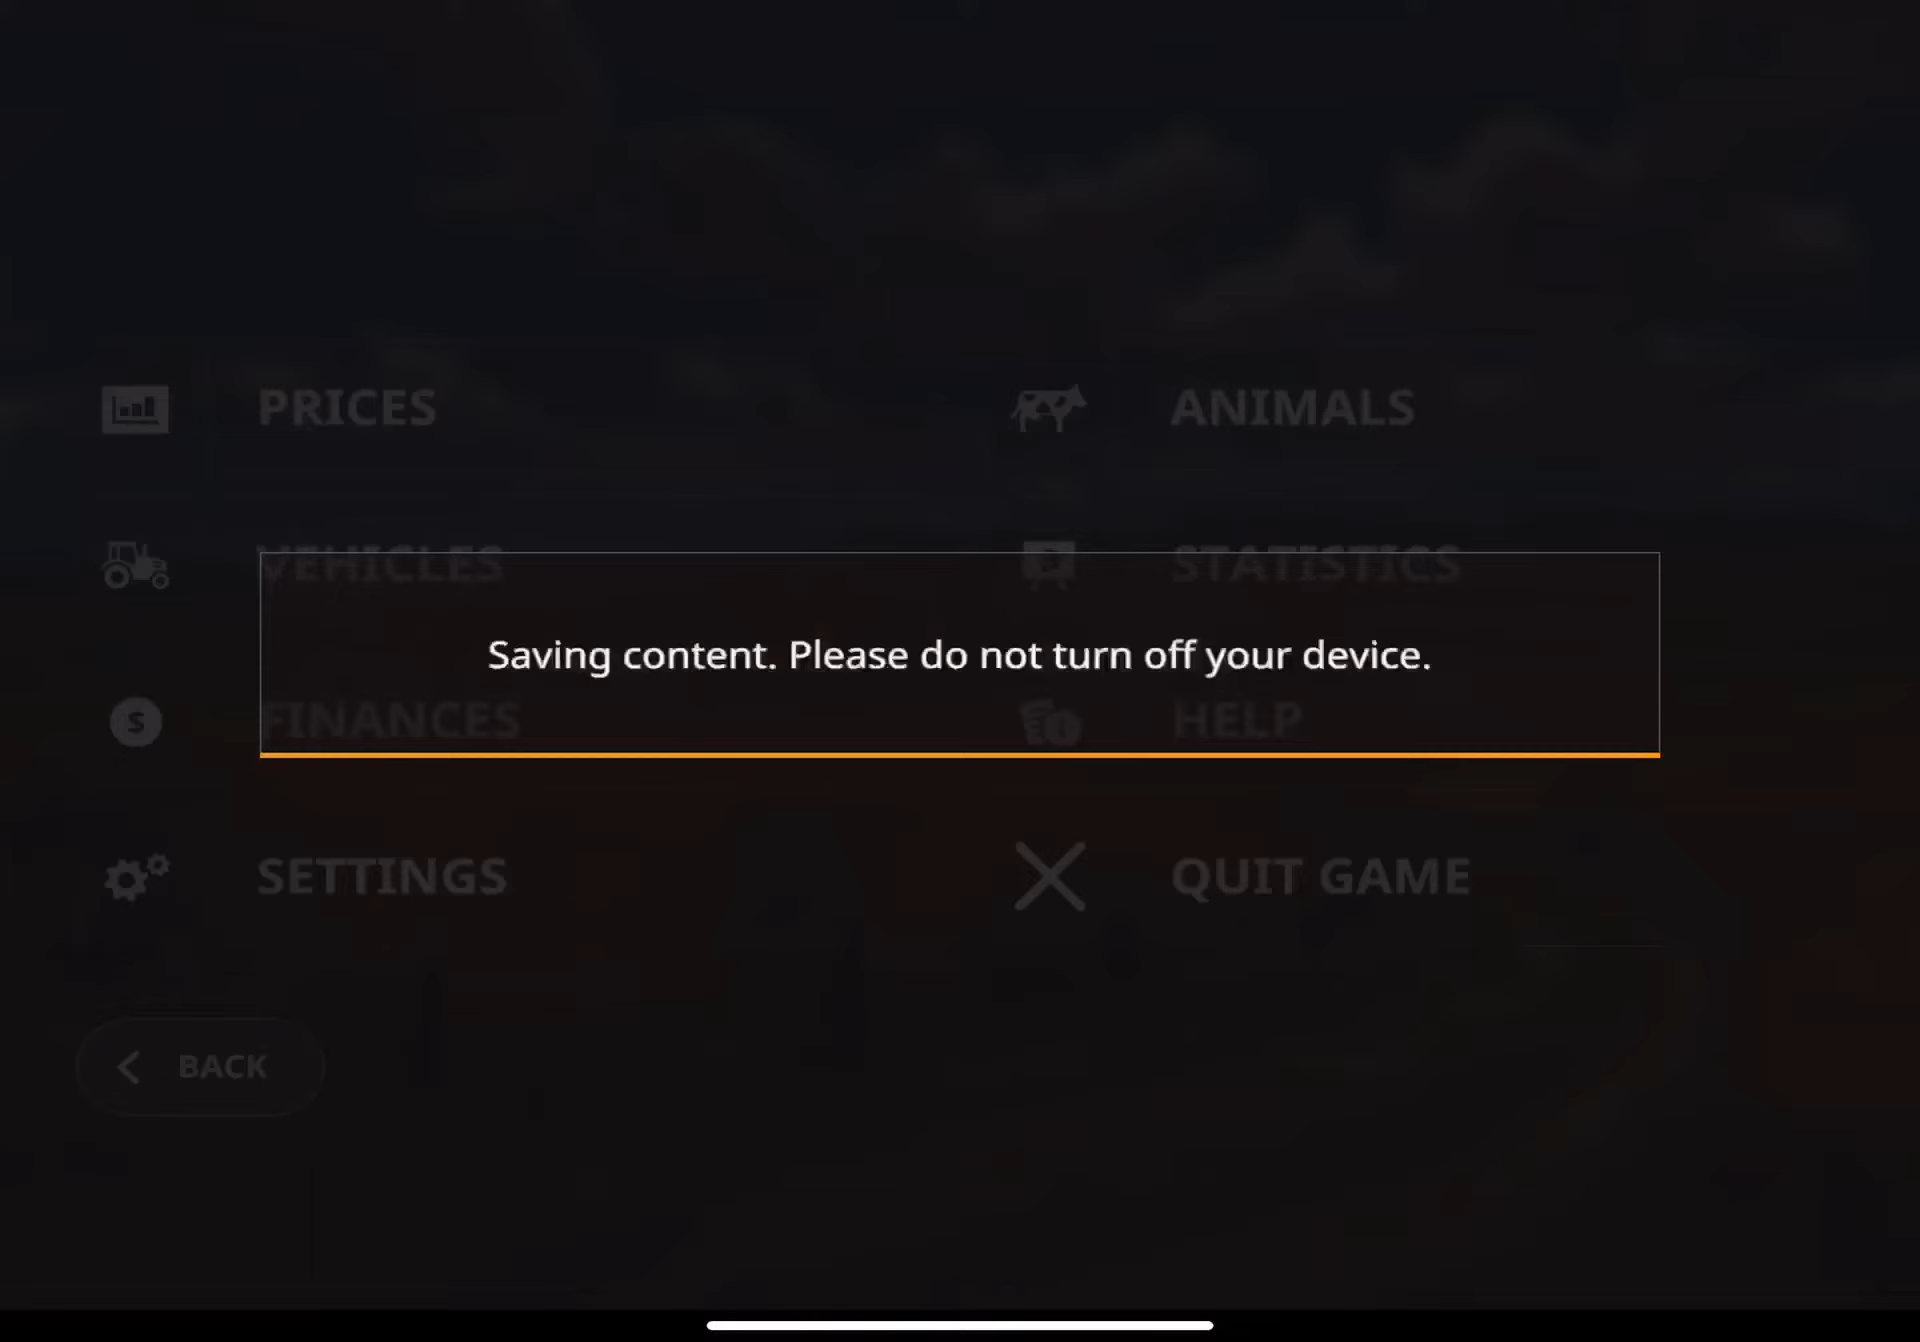 PRICES
ANIMALS
VEHICLES
STATISTICS
Saving content. Please do not turn off your device.
FINANCES
HELP
SETTINGS
QUIT GAME
BACK